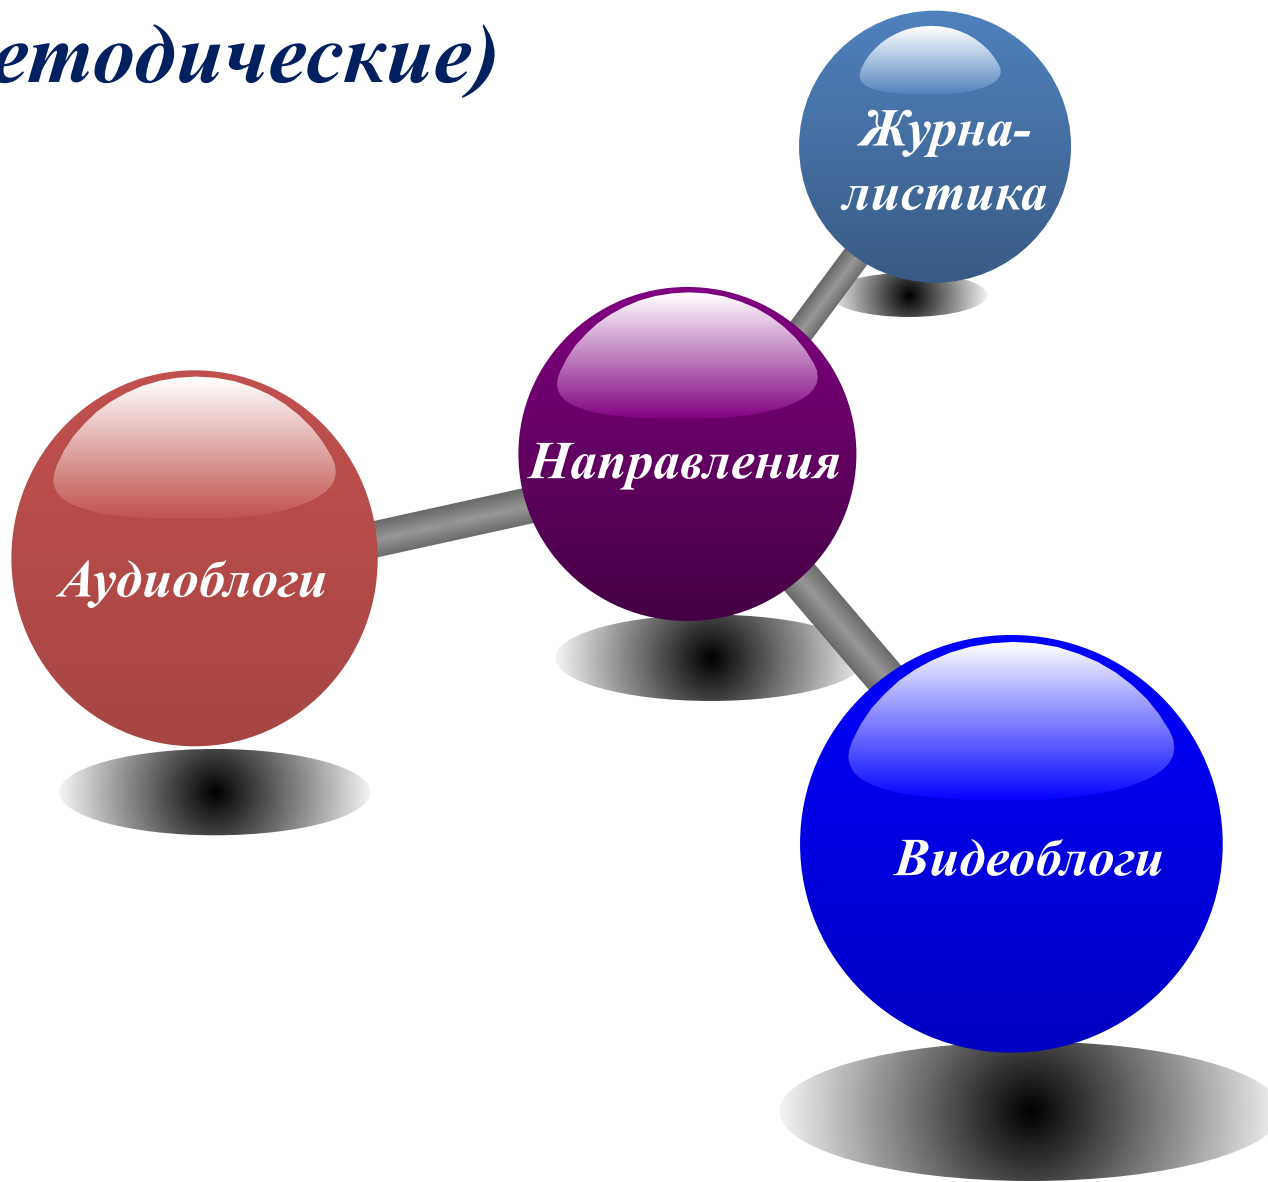 етодические)
Журна-
листика
Направления
Аудиоблоги
Видеоблоги